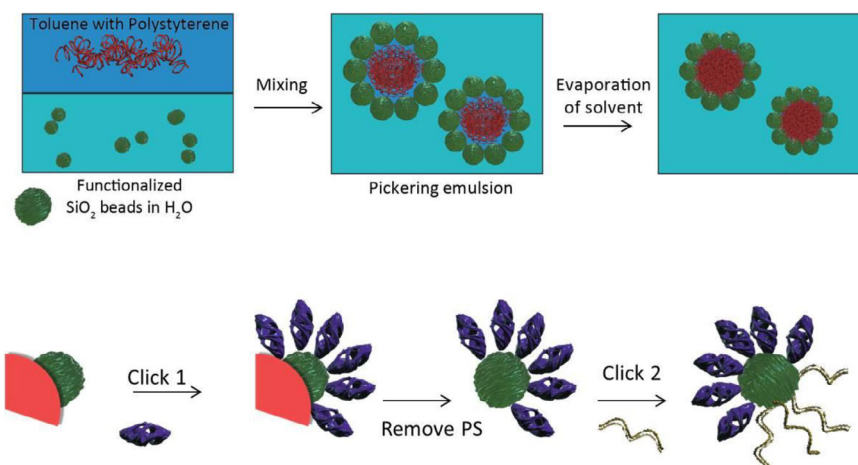 Toluene with Polystyterene
Mixing
Evaporation
of solvent
Functionalized
SiO₂ beads in H₂O
Pickering emulsion
Click 1
Remove PS
Click 2